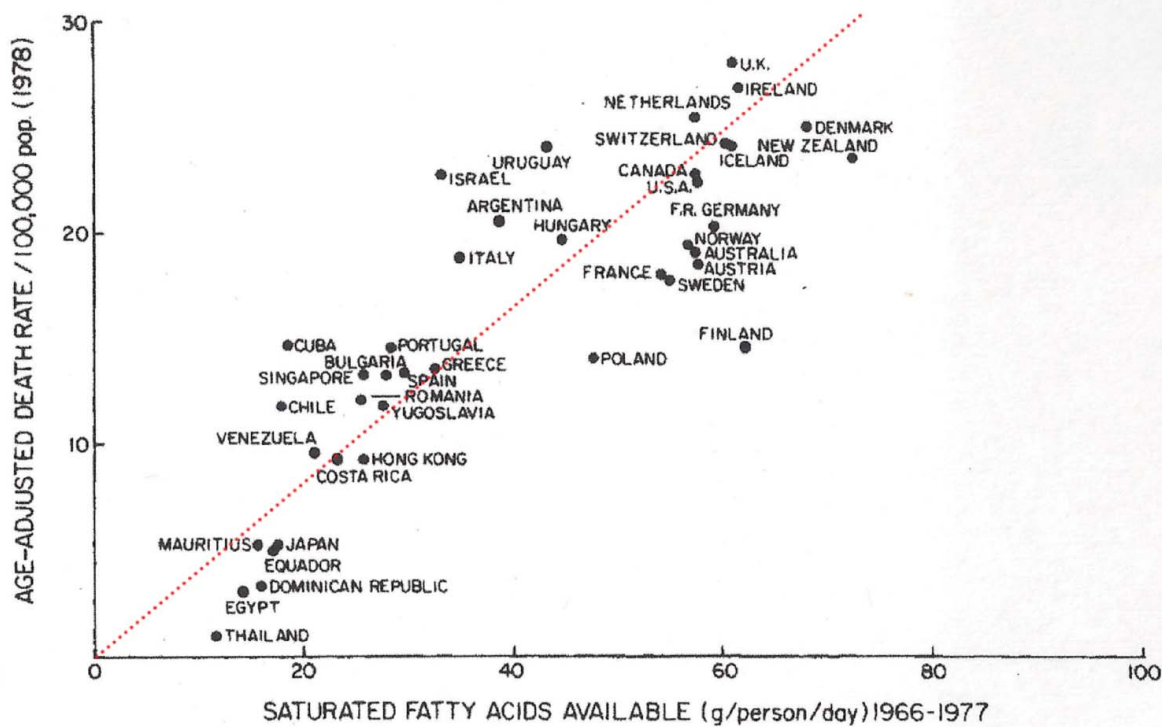 AGE-ADJUSTED DEATH RATE / 100,000 pop. (1978)
30
20
10
U.K.
IRELAND
NETHERLANDS
DENMARK
SWITZERLAND
NEW ZEALAND
ICELAND
URUGUAY
CANADA
U.S.A.
ISRAEL
ARGENTINA
F.R. GERMANY
HUNGARY
NORWAY
AUSTRALIA
ITALY
AUSTRIA
FRANCE
SWEDEN
FINLAND
CUBA
PORTUGAL
POLAND
BULGARIA
GREECE
SINGAPORE
SPAIN
ROMANIA
CHILE
YUGOSLAVIA
VENEZUELA
HONG KONG
COSTA RICA
MAURITIUS
JAPAN
EQUADOR
DOMINICAN REPUBLIC
EGYPT
THAILAND
0 20 40 60 80 100
SATURATED FATTY ACIDS AVAILABLE (g/person/day) 1966-1977